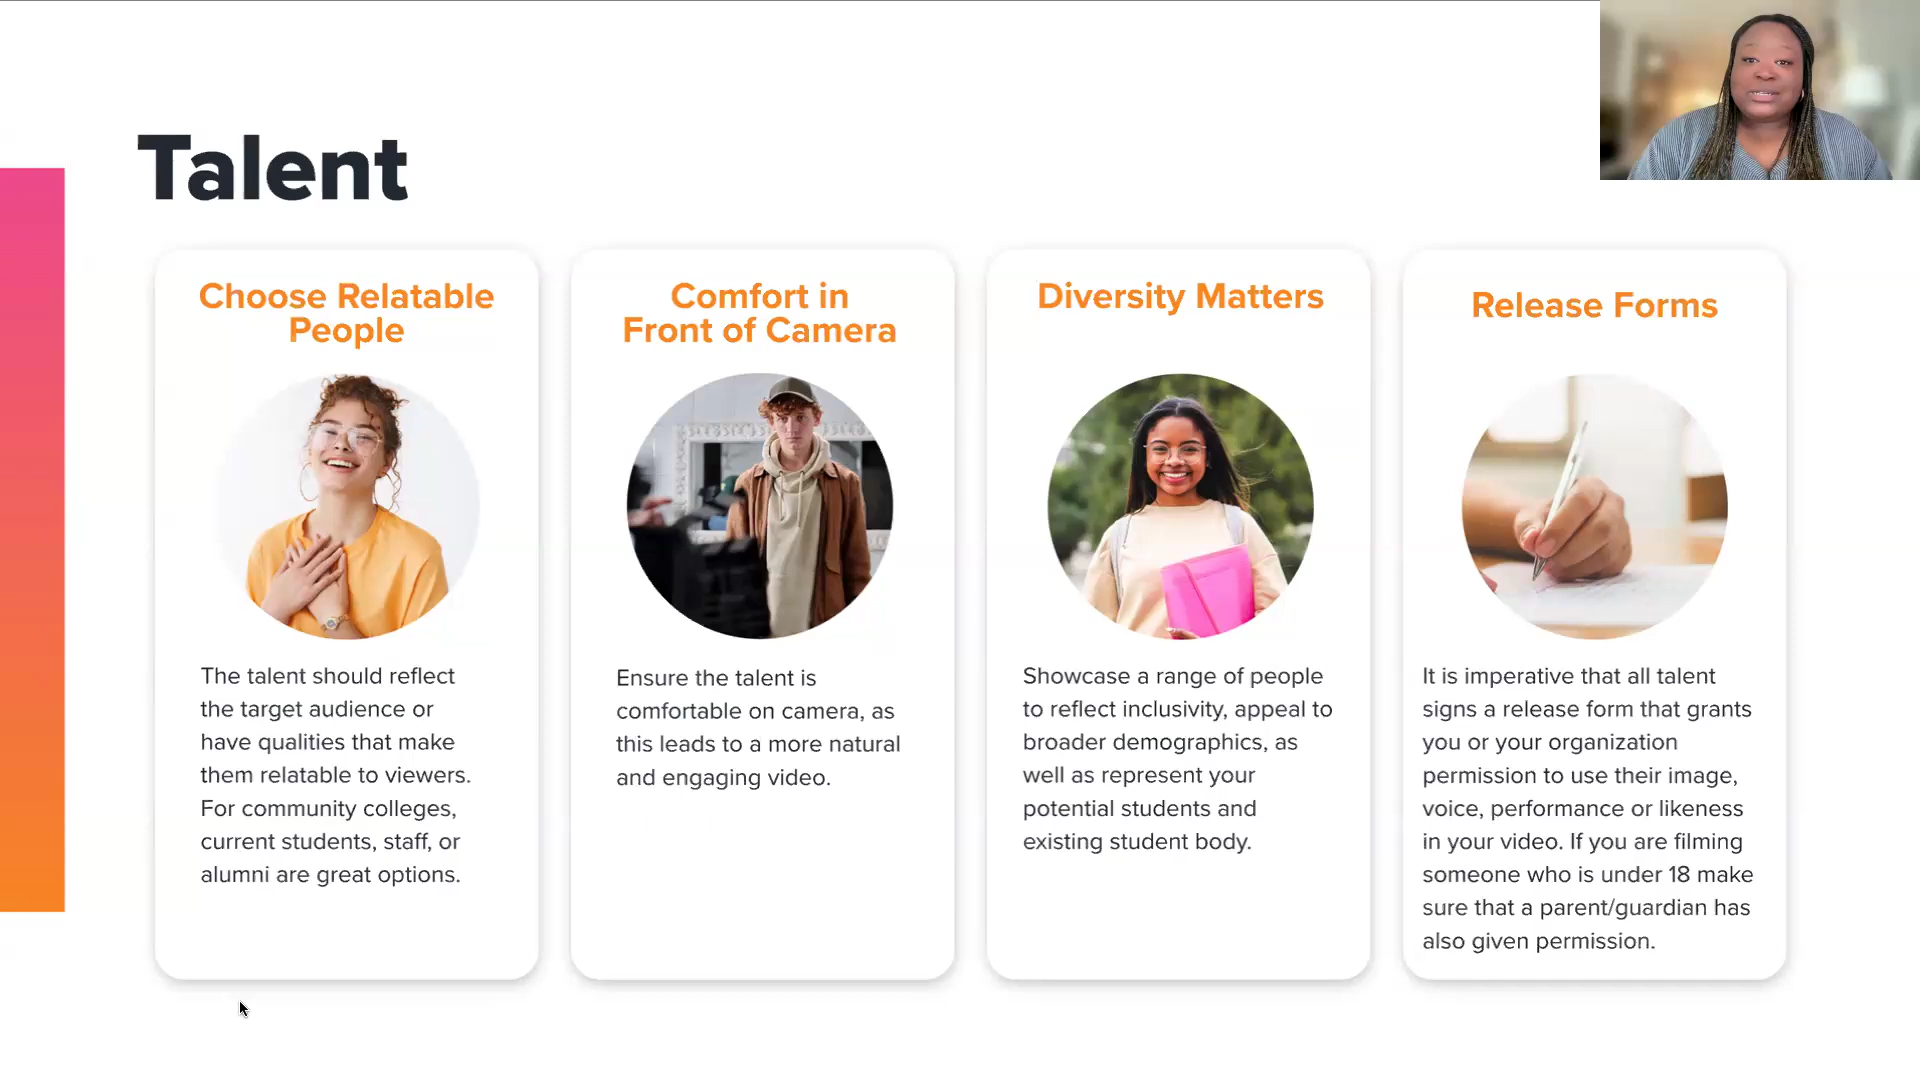 Talent
Choose Relatable
People
The talent should reflect
the target audience or
have qualities that make
them relatable to viewers.
For community colleges,
current students, staff, or
alumni are great options.
Comfort in
Front of Camera
Ensure the talent is
comfortable on camera, as
this leads to a more natural
and engaging video.
Diversity Matters
Showcase a range of people
to reflect inclusivity, appeal to
broader demographics, as
well as represent your
potential students and
existing student body.
Release Forms
It is imperative that all talent
signs a release form that grants
you or your organization
permission to use their image,
voice, performance or likeness
in your video. If you are filming
someone who is under 18 make
sure that a parent/guardian has
also given permission.